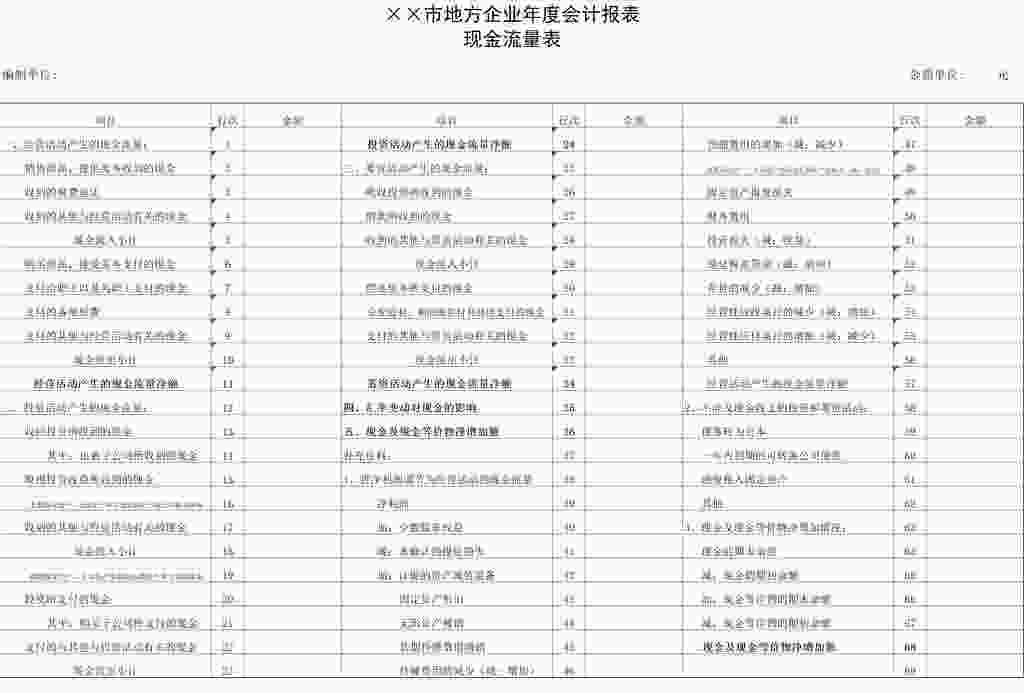 ××市地方企业年度会计报表
现金流量表
编制单位：
金额单位： 元
项目 行次 金额 项目 行次 金额 项目 行次 金额
、经营活动产生的现金流量： 1 投资活动产生的现金流量净额 24 预提费用的增加（减：减少） 47
销售商品、提供劳务收到的现金 2 三、筹资活动产生的现金流量： 25 48
收到的税费返还 3 吸收投资所收到的现金 26 固定资产报废损失 49
收到的其他与经营活动有关的现金 4 借款所收到的现金 27 财务费用 50
现金流入小计 5 收到的其他与筹资活动有关的现金 28 投资损失（减：收益） 51
购买商品、接受劳务支付的现金 6 现金流入小计 29 递延税款贷项（减：借项） 52
支付给职工以及为职工支付的现金 7 偿还债务所支付的现金 30 存货的减少（减：增加） 53
支付的各项税费 8 分配股利、利润或偿付利息所支付的现金 31 经营性应收项目的减少（减：增加） 54
支付的其他与经营活动有关的现金 9 支付的其他与筹资活动有关的现金 32 经营性应付项目的增加（减：减少） 55
现金流出小计 10 现金流出小计 33 其他 56
经营活动产生的现金流量净额 11 筹资活动产生的现金流量净额 34 经营活动产生的现金流量净额 57
、投资活动产生的现金流量： 12 四、汇率变动对现金的影响 35 2、不涉及现金收支的投资和筹资活动： 58
收回投资所收到的现金 13 五、现金及现金等价物净增加额 36 债务转为资本 59
其中：出售子公司所收到的现金 14 补充资料： 37 一年内到期的可转换公司债券 60
取得投资收益所收到的现金 15 1、将净利润调节为经营活动的现金流量 38 融资租入固定资产 61
16 净利润 39 其他 62
收到的其他与投资活动有关的现金 17 加：少数股东收益 40 3、现金及现金等价物净增加情况： 63
现金流入小计 18 减：未确认的投资损失 41 现金的期末余额 64
19 加：计提的资产减值准备 42 减：现金的期初余额 65
投资所支付的现金 20 固定资产折旧 43 加：现金等价物的期末余额 66
其中：购买子公司所支付的现金 21 无形资产摊销 44 减：现金等价物的期初余额 67
支付的与其他与投资活动有关的现金 22 长期待摊费用摊销 45 现金及现金等价物净增加额 68
现金流出小计 23 待摊费用的减少（减：增加） 46 69